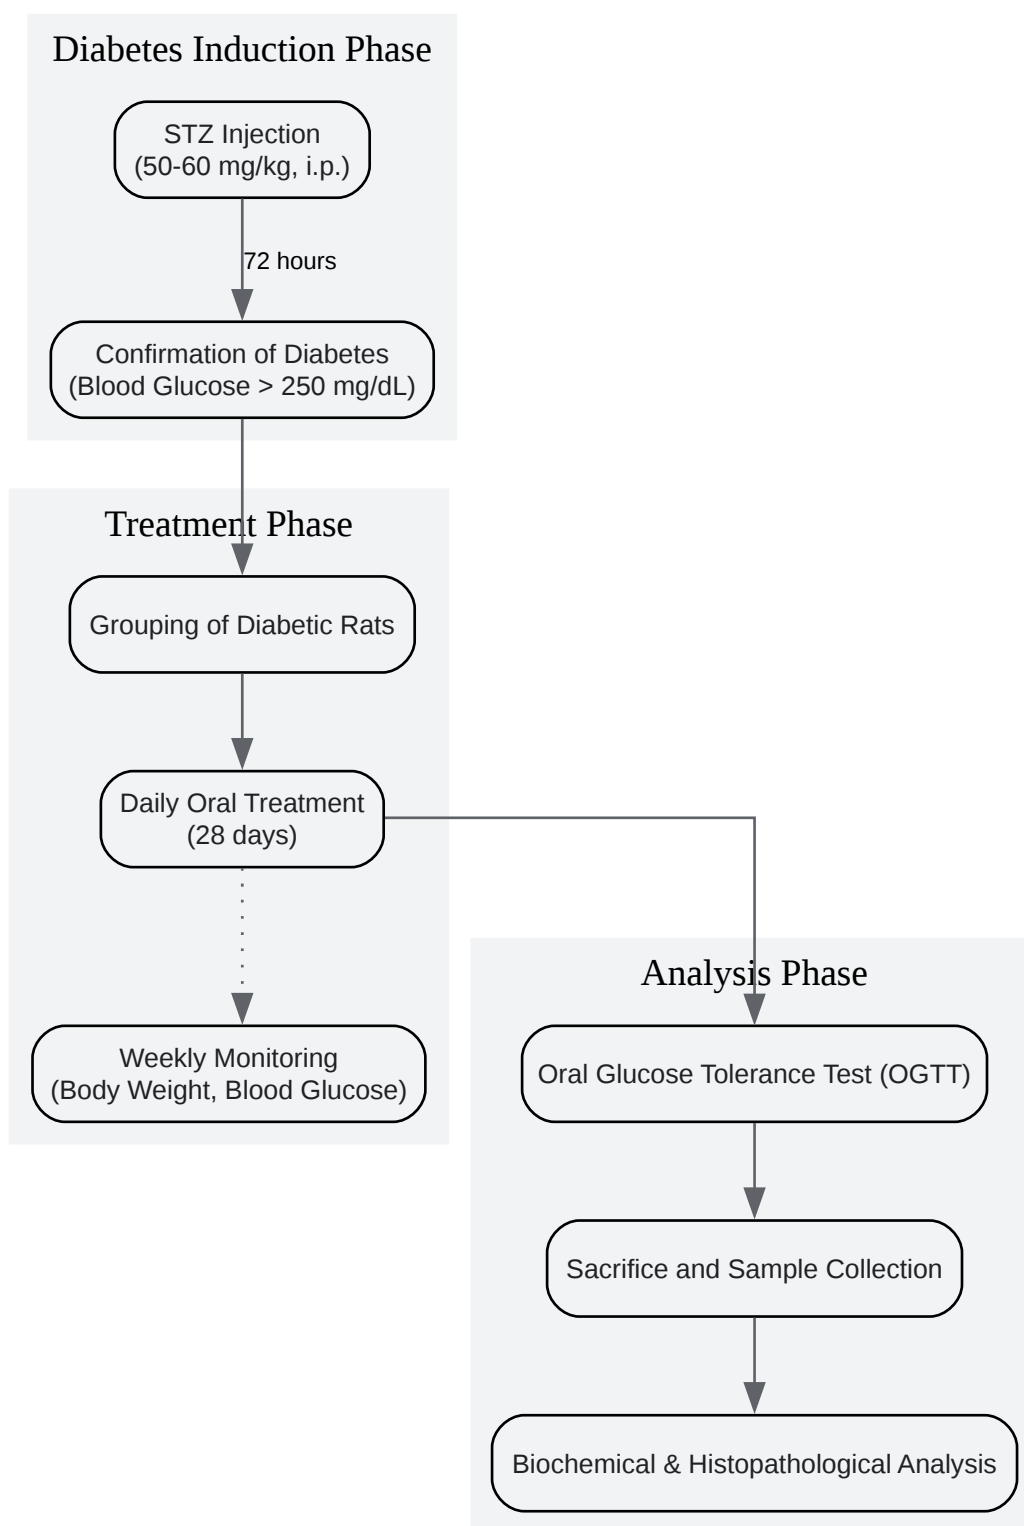 Diabetes Induction Phase
STZ Injection
(50-60 mg/kg, i.p.)
72 hours
Confirmation of Diabetes
(Blood Glucose > 250 mg/dL)
Treatment Phase
Grouping of Diabetic Rats
Daily Oral Treatment
(28 days)
Weekly Monitoring
(Body Weight, Blood Glucose)
Analysis Phase
Oral Glucose Tolerance Test (OGTT)
Sacrifice and Sample Collection
Biochemical & Histopathological Analysis